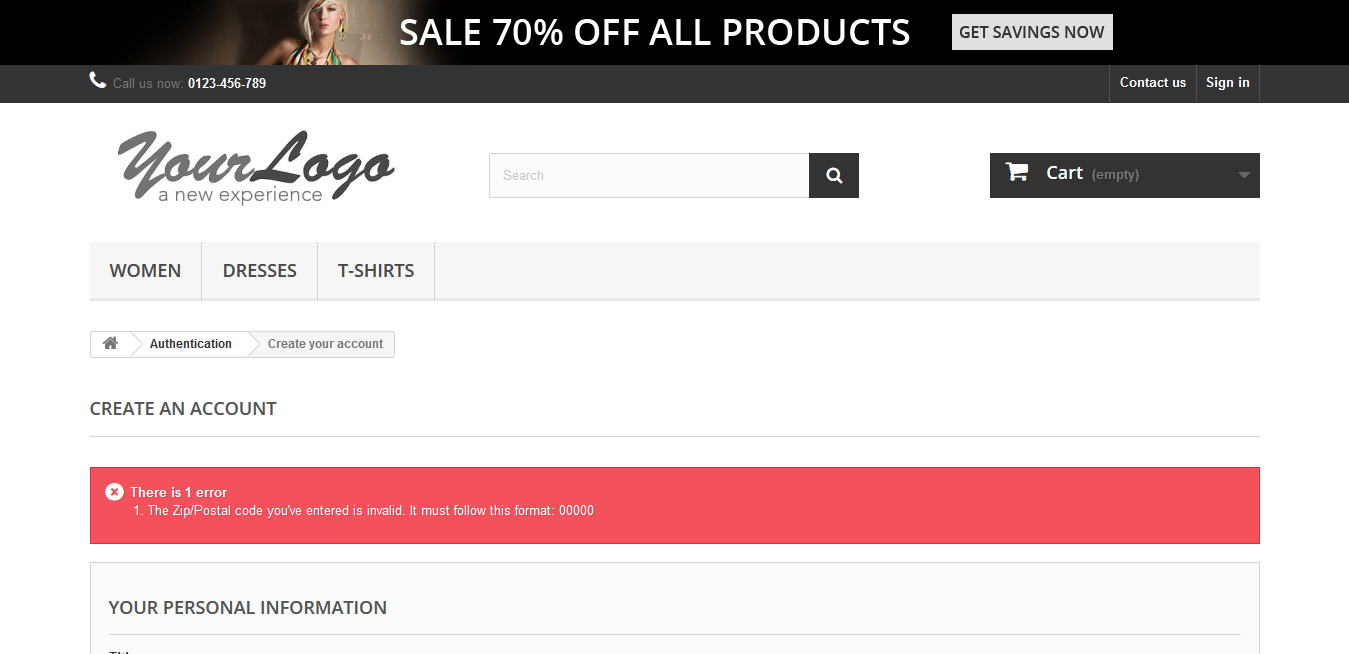 SALE 70% OFF ALL PRODUCTS GET SAVINGS NOW
Call us now: 0123-456-789 Contact us Sign in
YourLogo
a new experience
Search
Cart (empty)
WOMEN DRESSES T-SHIRTS
Authentication Create your account
CREATE AN ACCOUNT
There is 1 error
1. The Zip/Postal code you've entered is invalid. It must follow this format: 00000
YOUR PERSONAL INFORMATION